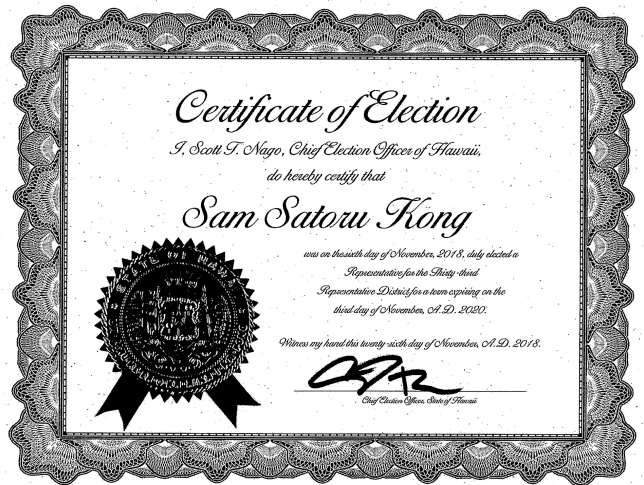 Certificate of Election
I, Scott T. Nago, Chief Election Officer of Hawaii,
do hereby certify that
Sam Satoru Kong
was on the sixth day of November, 2018, duly elected a
Representative for the Thirty-third
Representative District for a term expiring on the
third day of November, A.D. 2020.
Witness my hand this twenty-sixth day of November, A.D. 2018.
Chief Election Officer, State of Hawaii
STATE OF